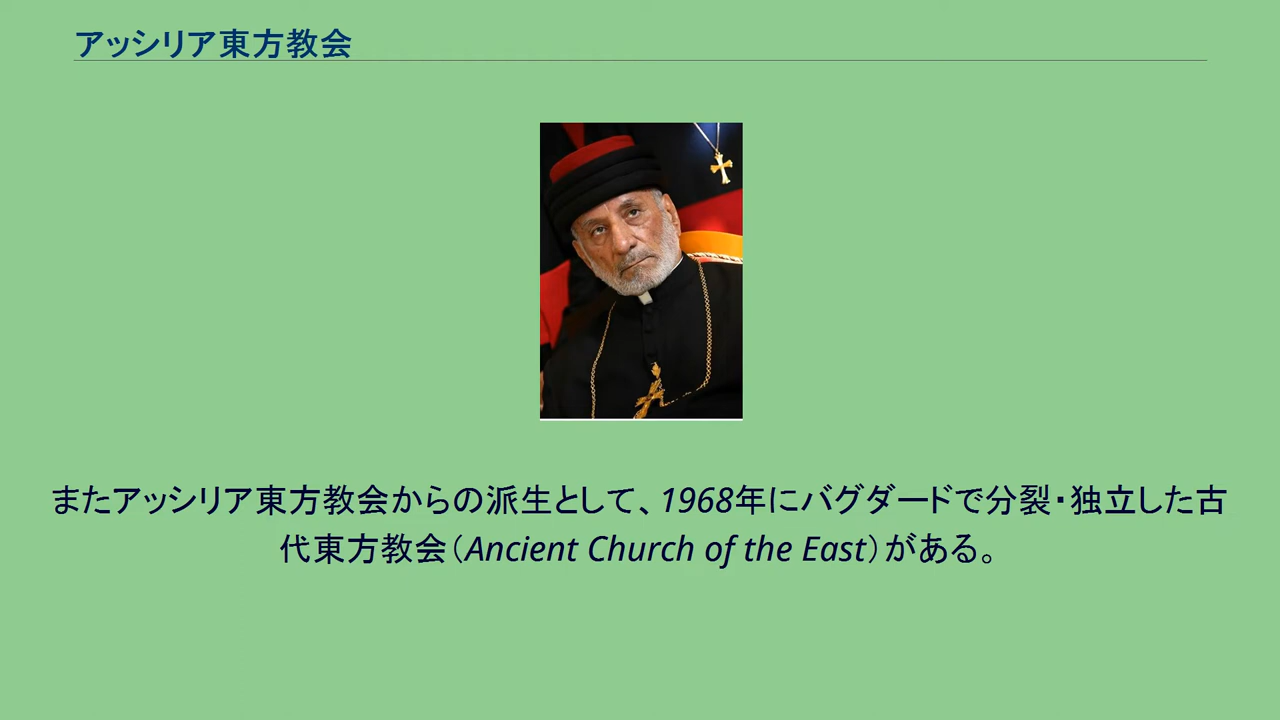 アッシリア東方教会
またアッシリア東方教会からの派生として、1968年にバグダードで分裂・独立した古
代東方教会（Ancient Church of the East）がある。